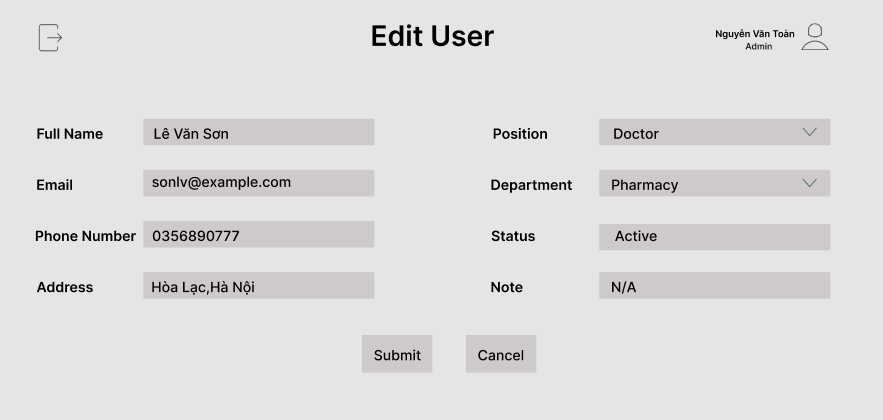 Edit User
Nguyễn Văn Toàn
Admin
Full Name
Lê Văn Sơn
Position
Doctor
Email
sonlv@example.com
Department
Pharmacy
Phone Number
0356890777
Status
Active
Address
Hòa Lạc,Hà Nội
Note
N/A
Submit
Cancel